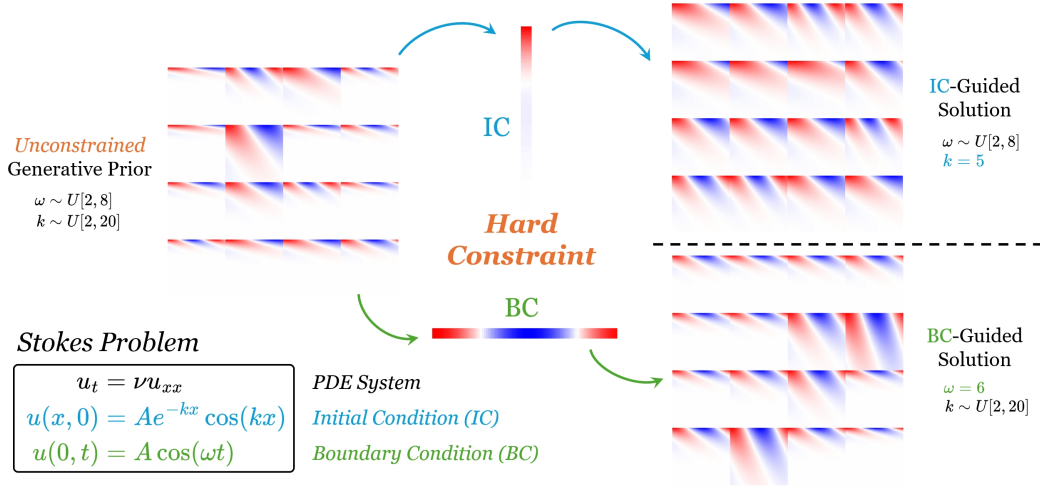 Unconstrained
Generative Prior
ω ∼ U[2, 8]
k ∼ U[2, 20]
IC
Hard
Constraint
BC
IC-Guided
Solution
ω ∼ U[2, 8]
k = 5
BC-Guided
Solution
ω = 6
k ∼ U[2, 20]
Stokes Problem
u_t = νu_{xx}
PDE System
u(x, 0) = Ae^{−kx} cos(kx)
Initial Condition (IC)
u(0, t) = A cos(ωt)
Boundary Condition (BC)